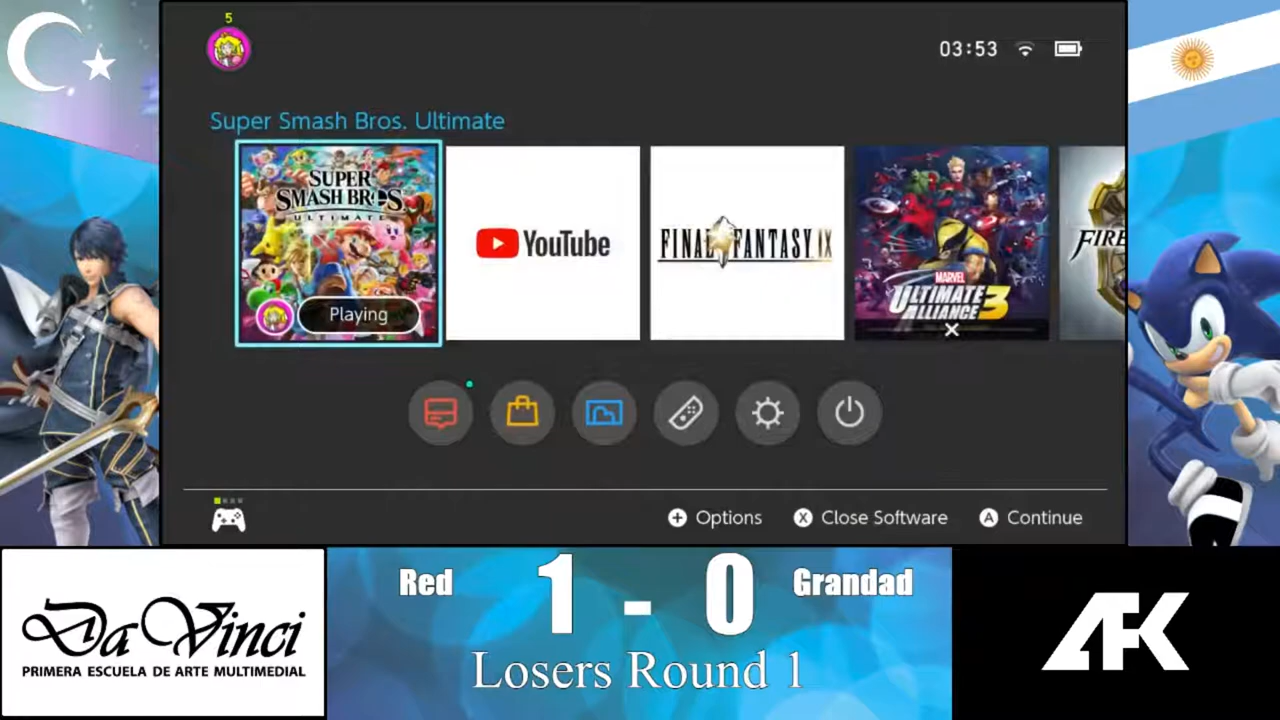 5
03:53
Super Smash Bros. Ultimate
SUPER
SMASH BROS.
ULTIMATE
Playing
YouTube
FINAL FANTASY IX
MARVEL
ULTIMATE
ALLIANCE 3
FIRE
+ Options
X Close Software
A Continue
Da Vinci
PRIMERA ESCUELA DE ARTE MULTIMEDIAL
Red 1 - 0 Grandad
Losers Round 1
AFK